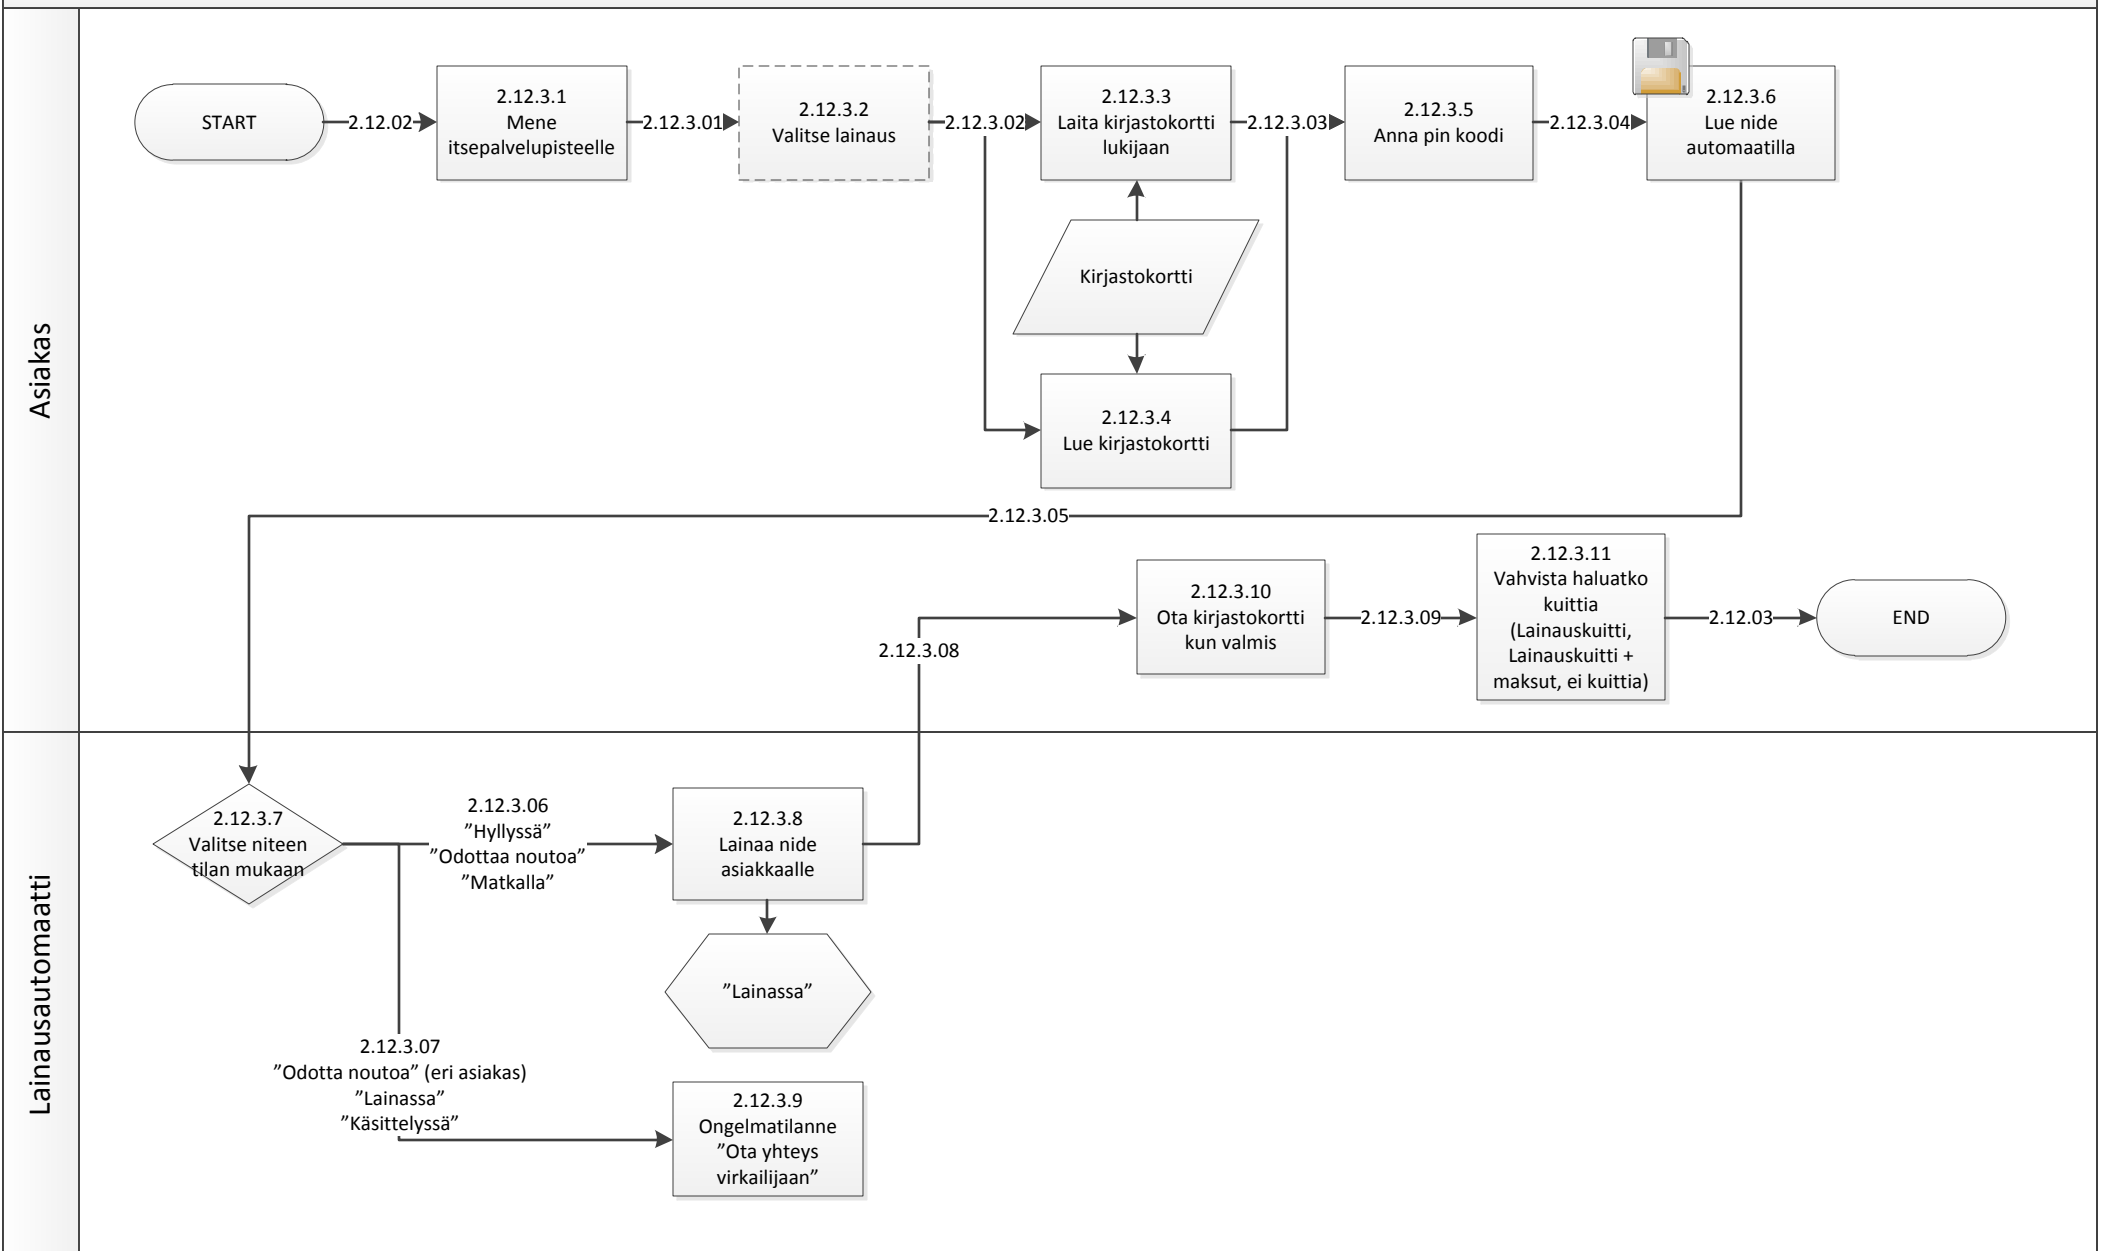 Asiakas
START
2.12.02
2.12.3.1
Mene
itsepalvelupisteelle
2.12.3.01
2.12.3.2
Valitse lainaus
2.12.3.02
2.12.3.3
Laita kirjastokortti
lukijaan
2.12.3.03
2.12.3.5
Anna pin koodi
2.12.3.04
2.12.3.6
Lue nide
automaatilla
Kirjastokortti
2.12.3.4
Lue kirjastokortti
2.12.3.05
2.12.3.08
2.12.3.10
Ota kirjastokortti
kun valmis
2.12.3.09
2.12.3.11
Vahvista haluatko
kuittia
(Lainauskuitti,
Lainauskuitti +
maksut, ei kuittia)
2.12.03
END
Lainausautomaatti
2.12.3.7
Valitse niteen
tilan mukaan
2.12.3.06
”Hyllyssä”
”Odottaa noutoa”
”Matkalla”
2.12.3.8
Lainaa nide
asiakkaalle
”Lainassa”
2.12.3.07
”Odotta noutoa” (eri asiakas)
”Lainassa”
”Käsittelyssä”
2.12.3.9
Ongelmatilanne
”Ota yhteys
virkailijaan”